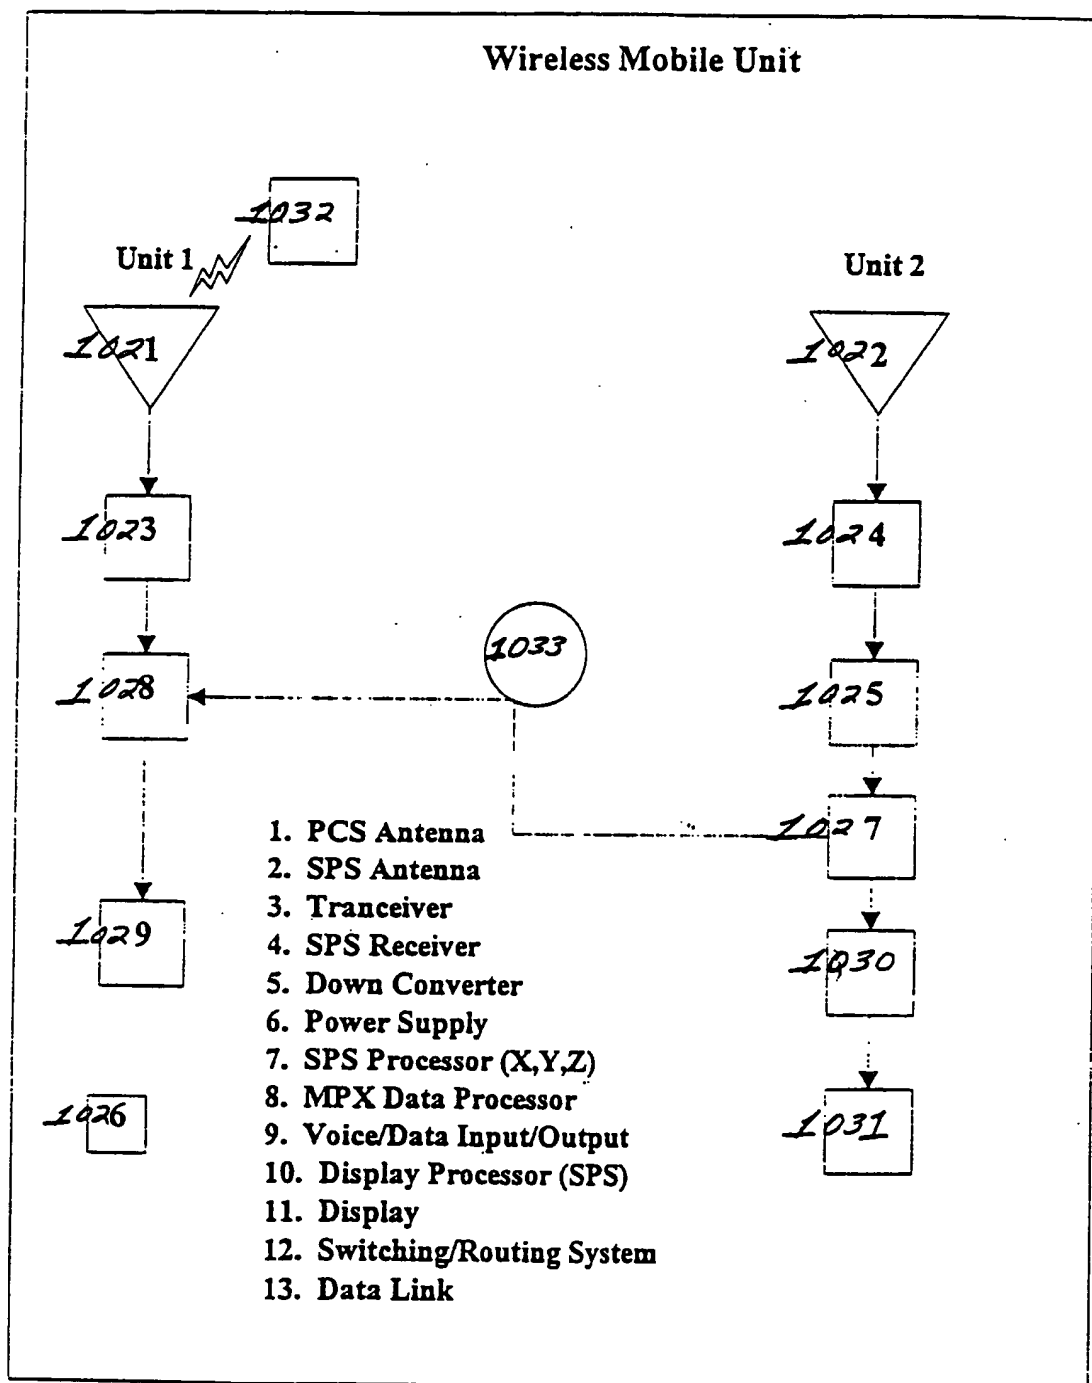 Wireless Mobile Unit
1032
Unit 1
Unit 2
1021
1022
1023
1024
1033
1028
1025
1027
1. PCS Antenna
2. SPS Antenna
3. Tranceiver
4. SPS Receiver
5. Down Converter
6. Power Supply
7. SPS Processor (X,Y,Z)
8. MPX Data Processor
9. Voice/Data Input/Output
10. Display Processor (SPS)
11. Display
12. Switching/Routing System
13. Data Link
1029
1030
1026
1031